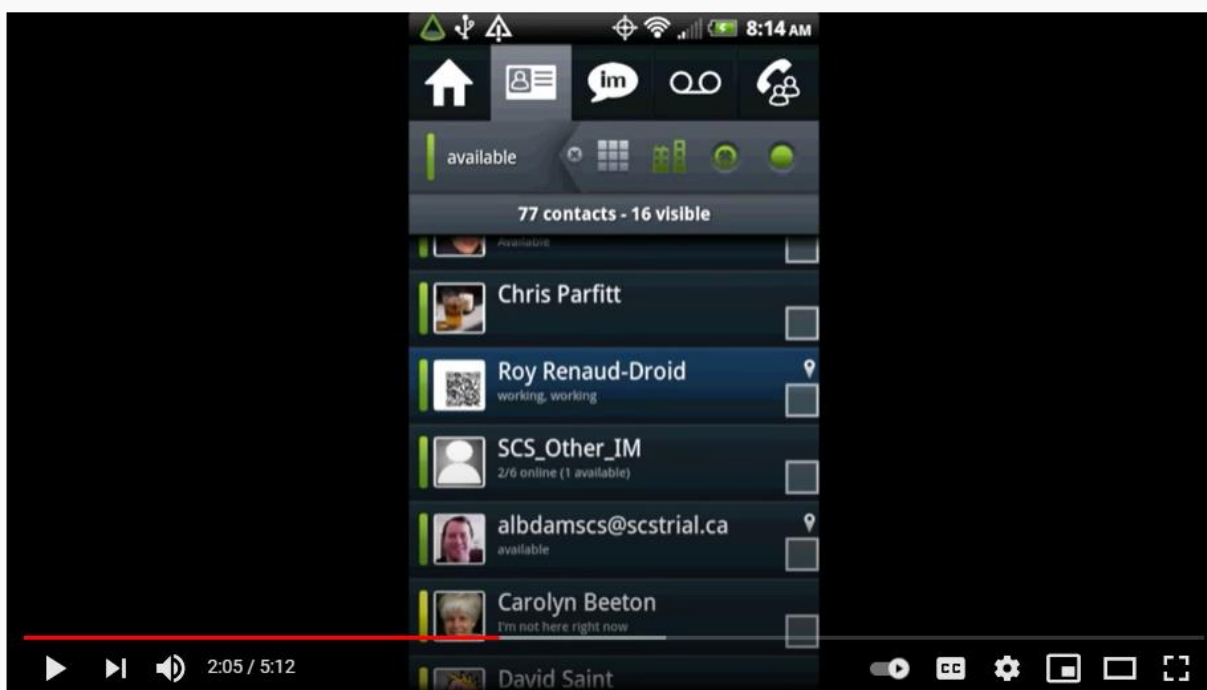 8:14 AM
im
available
77 contacts - 16 visible
Available
Chris Parfitt
Roy Renaud-Droid
working, working
SCS_Other_IM
2/6 online (1 available)
albdamscs@scstrial.ca
available
Carolyn Beeton
I'm not here right now
David Saint
2:05 / 5:12
CC